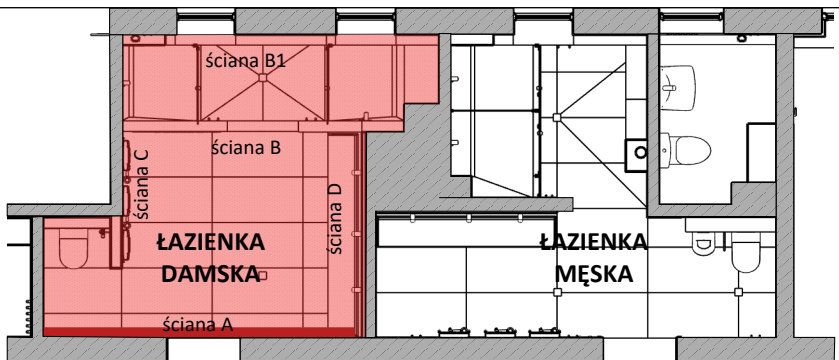 ściana B1
ściana B
ściana C
ściana D
ŁAZIENKA
DAMSKA
ŁAZIENKA
MĘSKA
ściana A